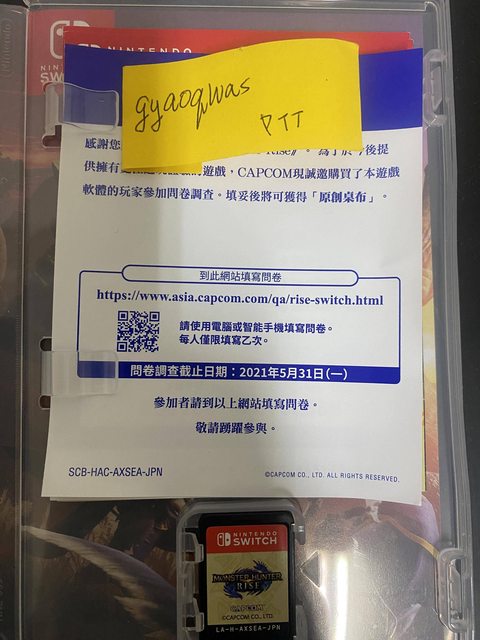 NINTENDO
gyaoqwas
PTT
感謝您
Rise》。為了於今後提
供擁有
的遊戲，CAPCOM現誠邀購買了本遊戲
軟體的玩家參加問卷調查。填妥後將可獲得「原創桌布」。
到此網站填寫問卷
https://www.asia.capcom.com/qa/rise-switch.html
請使用電腦或智能手機填寫問卷。
每人僅限填寫乙次。
問卷調查截止日期：2021年5月31日(一)
參加者請到以上網站填寫問卷。
敬請踴躍參與。
SCB-HAC-AXSEA-JPN
©CAPCOM CO., LTD. ALL RIGHTS RESERVED.
NINTENDO
SWITCH
MONSTER HUNTER
RISE
CAPCOM
©CAPCOM CO., LTD.
LA-H-AXSEA-JPN